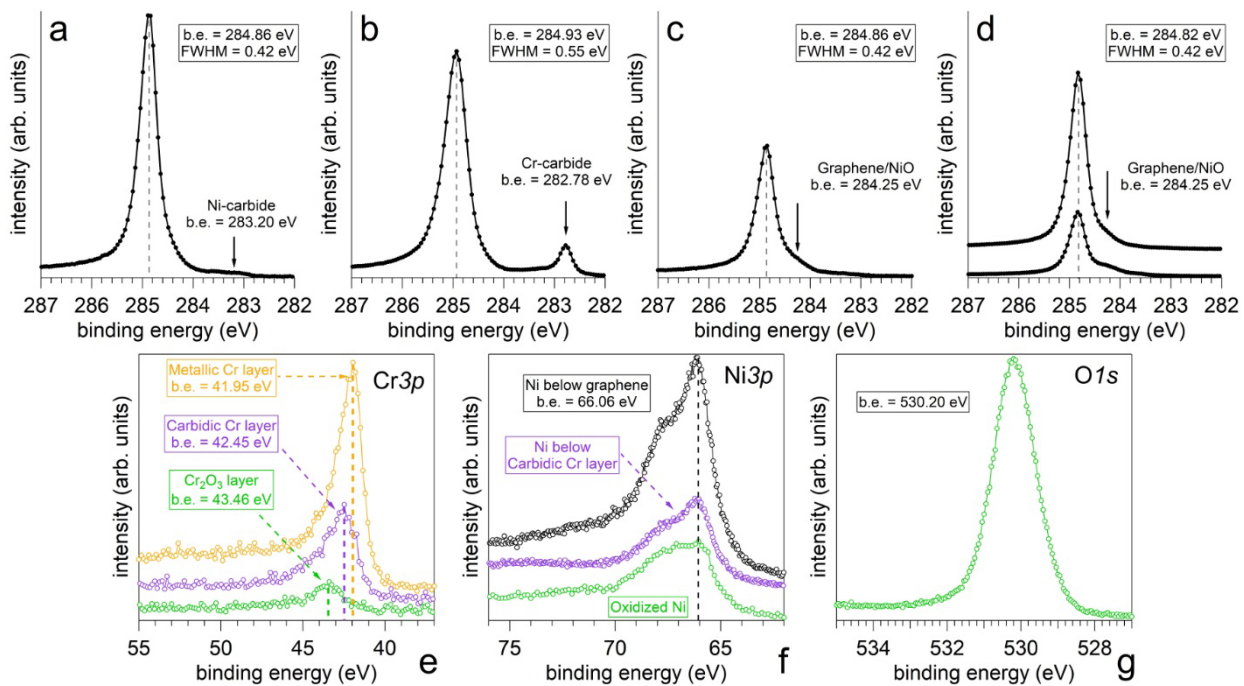 a
b.e. = 284.86 eV
FWHM = 0.42 eV
Ni-carbide
b.e. = 283.20 eV
intensity (arb. units)
287 286 285 284 283 282
binding energy (eV)
b
b.e. = 284.93 eV
FWHM = 0.55 eV
Cr-carbide
b.e. = 282.78 eV
intensity (arb. units)
287 286 285 284 283 282
binding energy (eV)
c
b.e. = 284.86 eV
FWHM = 0.42 eV
Graphene/NiO
b.e. = 284.25 eV
intensity (arb. units)
287 286 285 284 283 282
binding energy (eV)
d
b.e. = 284.82 eV
FWHM = 0.42 eV
Graphene/NiO
b.e. = 284.25 eV
intensity (arb. units)
287 286 285 284 283 282
binding energy (eV)
Metallic Cr layer
b.e. = 41.95 eV
Cr3p
Carbidic Cr layer
b.e. = 42.45 eV
Cr₂O₃ layer
b.e. = 43.46 eV
intensity (arb. units)
55 50 45 40
binding energy (eV)
e
Ni below graphene
b.e. = 66.06 eV
Ni3p
Ni below
Carbidic Cr layer
Oxidized Ni
intensity (arb. units)
75 70 65
binding energy (eV)
f
O1s
b.e. = 530.20 eV
intensity (arb. units)
534 532 530 528
binding energy (eV)
g